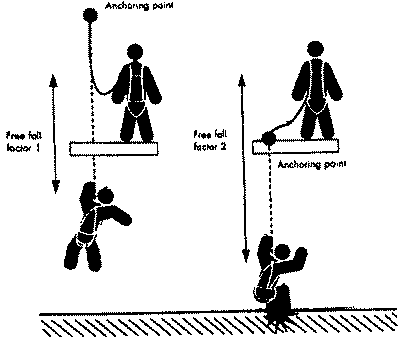 Anchoring point
Free fall
factor 1
Free fall
factor 2
Anchoring point